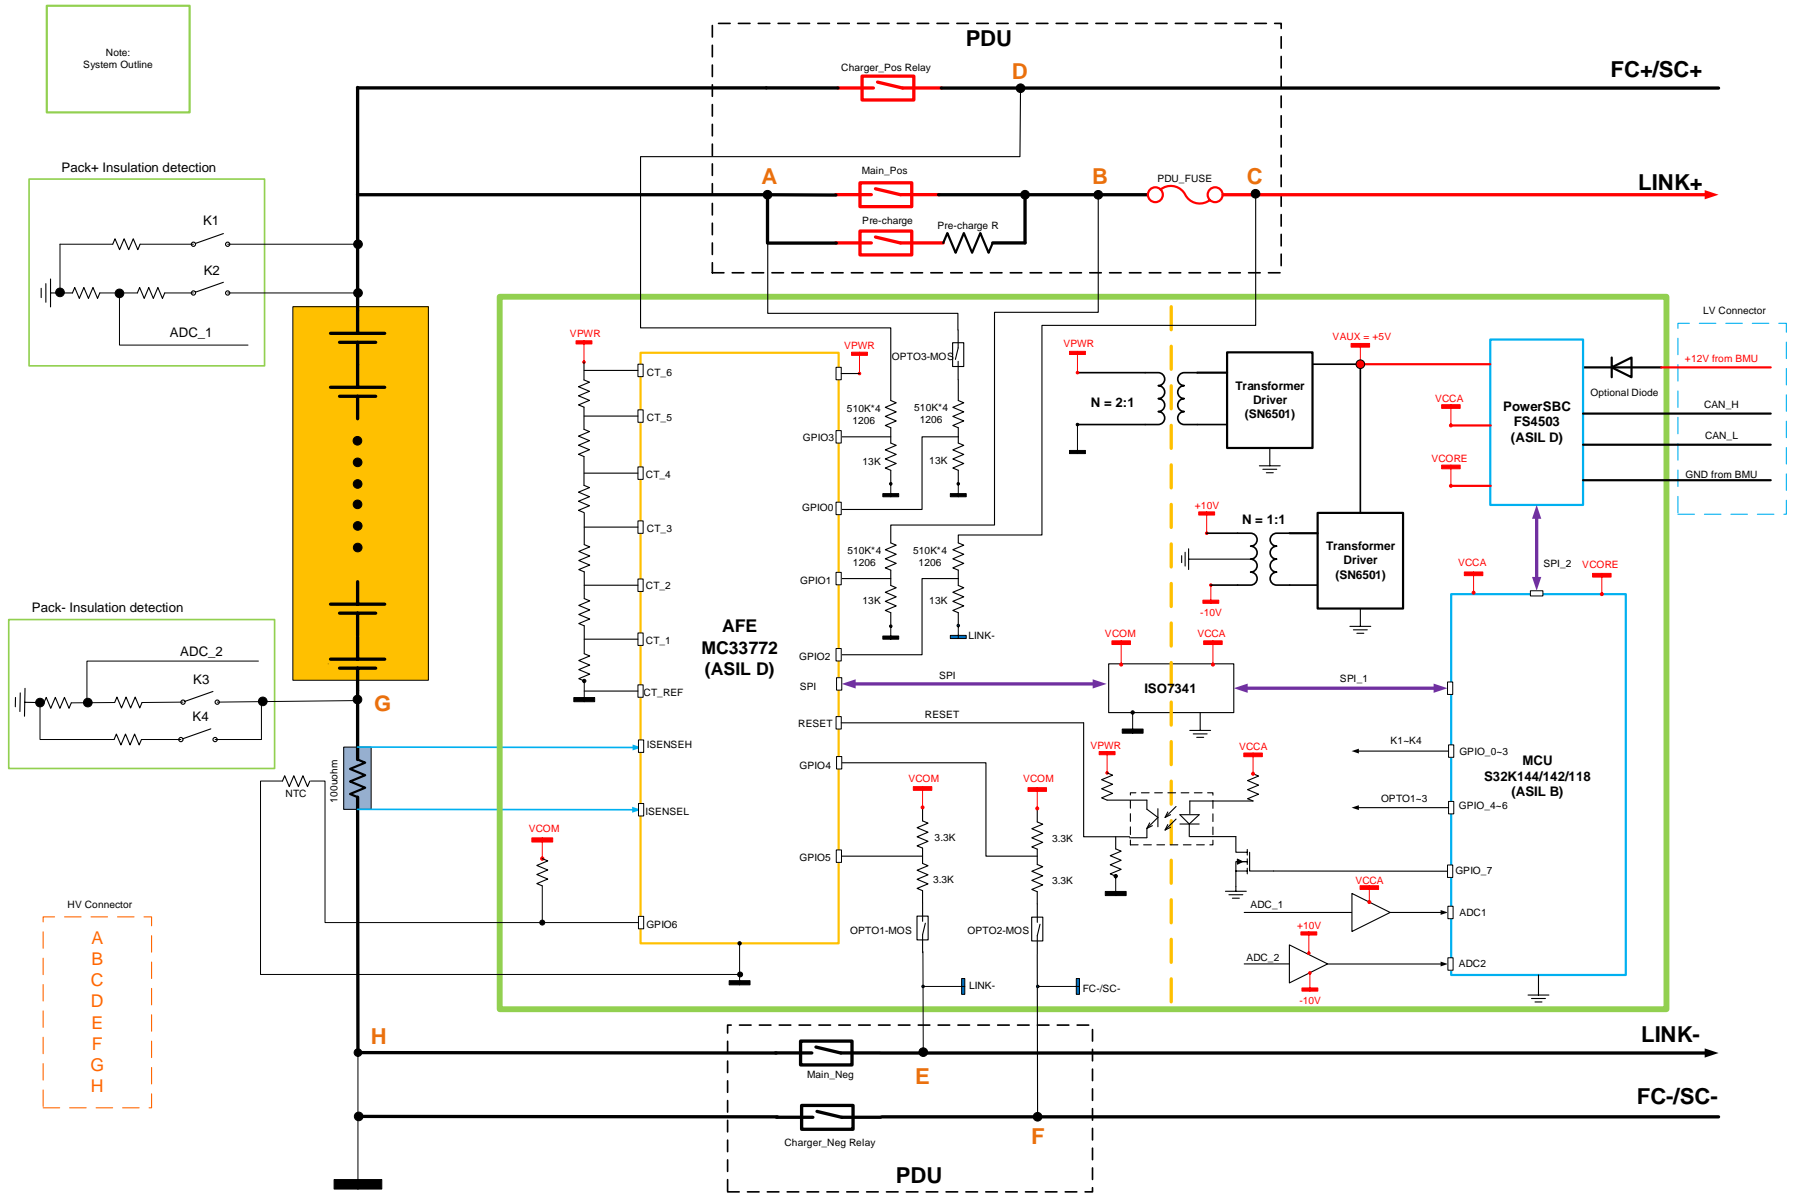 Note:
System Outline
PDU
Charger_Pos Relay
D
FC+/SC+
Pack+ Insulation detection
K1
K2
ADC_1
A
Main_Pos
B
PDU_FUSE
C
LINK+
Pre-charge
Pre-charge R
VPWR
CT_6
CT_5
CT_4
CT_3
CT_2
CT_1
CT_REF
ISENSEH
ISENSEL
GPIO6
AFE
MC33772
(ASIL D)
VPWR
GPIO3
GPIO0
GPIO1
GPIO2
SPI
RESET
GPIO4
GPIO5
OPTO3-MOS
510K*4
1206
13K
510K*4
1206
13K
510K*4
1206
13K
510K*4
1206
13K
LINK-
VPWR
N = 2:1
Transformer
Driver
(SN6501)
VAUX = +5V
PowerSBC
FS4503
(ASIL D)
VCCA
VCORE
Optional Diode
LV Connector
+12V from BMU
CAN_H
CAN_L
GND from BMU
+10V
N = 1:1
-10V
Transformer
Driver
(SN6501)
SPI_2
VCCA
VCORE
Pack- Insulation detection
ADC_2
K3
K4
G
100uohm
NTC
VCOM
SPI
VCOM
VCCA
ISO7341
SPI_1
RESET
VPWR
VCCA
MCU
S32K144/142/118
(ASIL B)
K1~K4
GPIO_0~3
OPTO1~3
GPIO_4~6
GPIO_7
ADC_1
VCCA
ADC1
ADC_2
+10V
-10V
ADC2
VCOM
3.3K
3.3K
OPTO1-MOS
LINK-
VCOM
3.3K
3.3K
OPTO2-MOS
FC-/SC-
HV Connector
A
B
C
D
E
F
G
H
H
Main_Neg
E
LINK-
Charger_Neg Relay
F
FC-/SC-
PDU